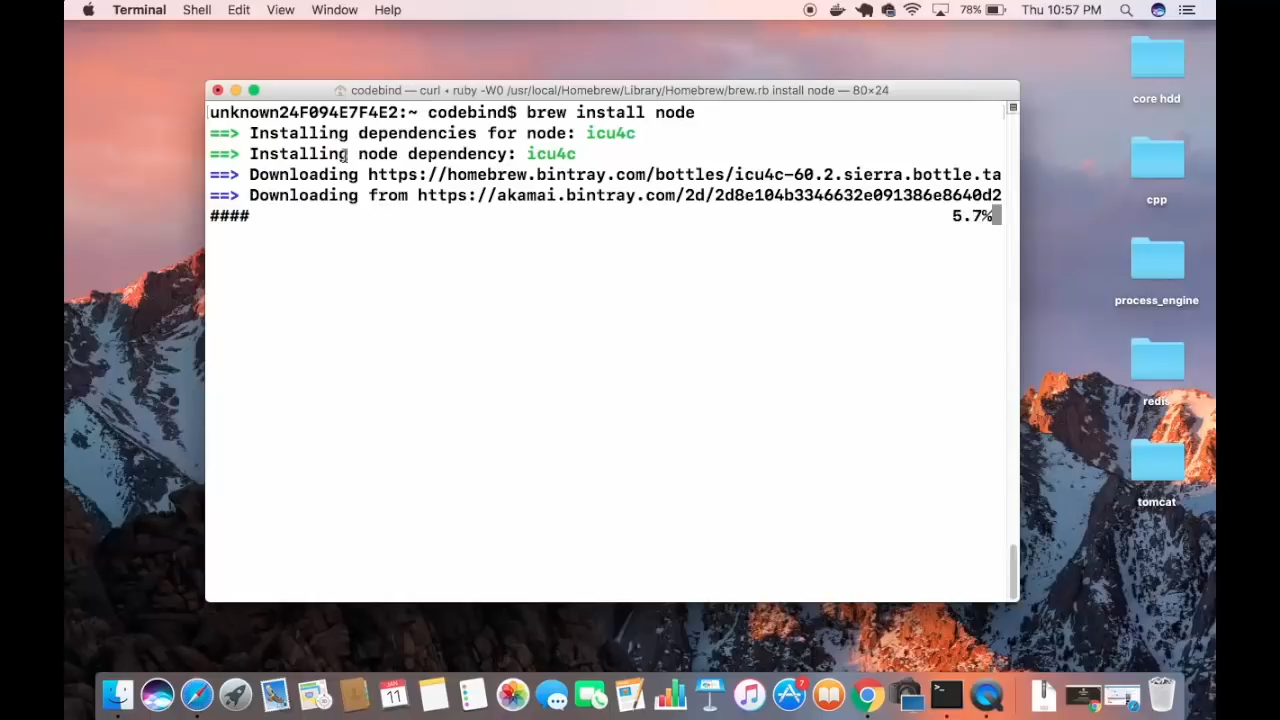 Terminal Shell Edit View Window Help 78% Thu 10:57 PM
codebind — curl • ruby -W0 /usr/local/Homebrew/Library/Homebrew/brew.rb install node — 80×24
unknown24F094E7F4E2:~ codebind$ brew install node
==> Installing dependencies for node: icu4c
==> Installing node dependency: icu4c
==> Downloading https://homebrew.bintray.com/bottles/icu4c-60.2.sierra.bottle.ta
==> Downloading from https://akamai.bintray.com/2d/2d8e104b3346632e091386e8640d2
#### 5.7%
core hdd
cpp
process_engine
redis
tomcat
JAN
11
7